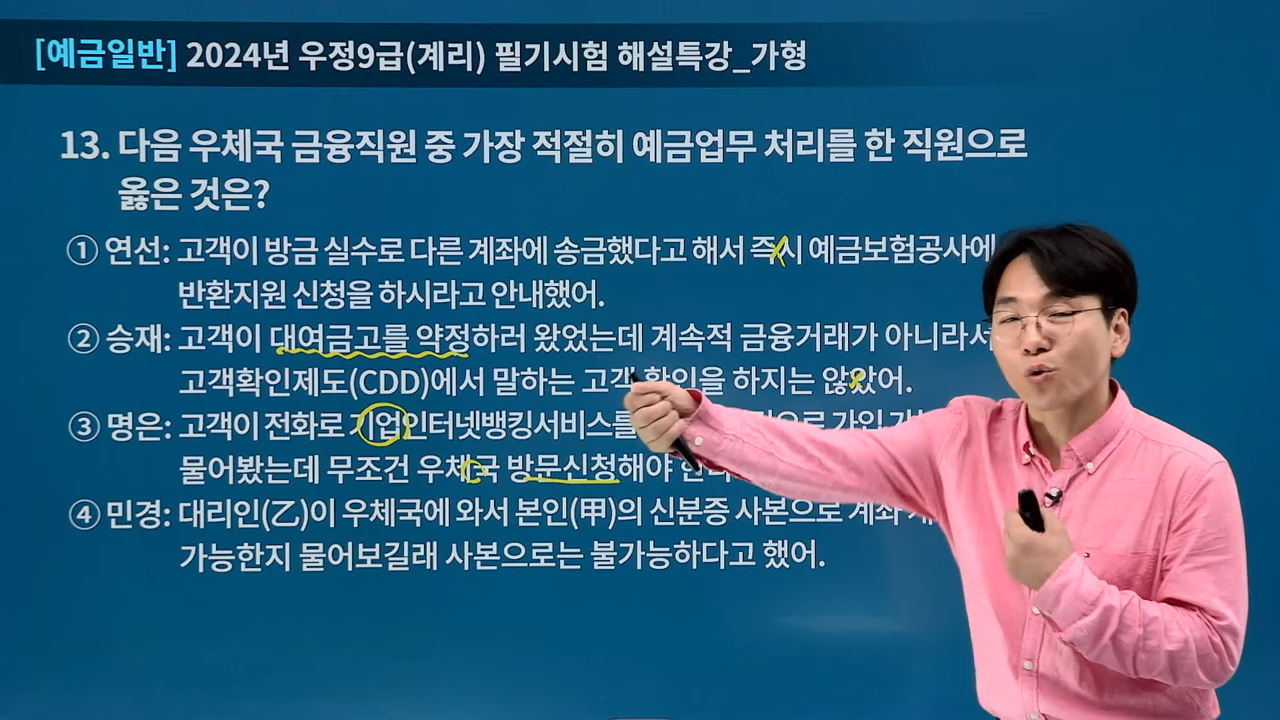 [예금일반] 2024년 우정9급(계리) 필기시험 해설특강_가형
13. 다음 우체국 금융직원 중 가장 적절히 예금업무 처리를 한 직원으로
옳은 것은?
① 연선: 고객이 방금 실수로 다른 계좌에 송금했다고 해서 즉시 예금보험공사에
반환지원 신청을 하시라고 안내했어.
② 승재: 고객이 대여금고를 약정하러 왔었는데 계속적 금융거래가 아니라서
고객확인제도(CDD)에서 말하는 고객 확인을 하지는 않았어.
③ 명은: 고객이 전화로 기업인터넷뱅킹서비스를 가입
물어봤는데 무조건 우체국 방문신청해야
④ 민경: 대리인(乙)이 우체국에 와서 본인(甲)의 신분증 사본으로 계좌
가능한지 물어보길래 사본으로는 불가능하다고 했어.